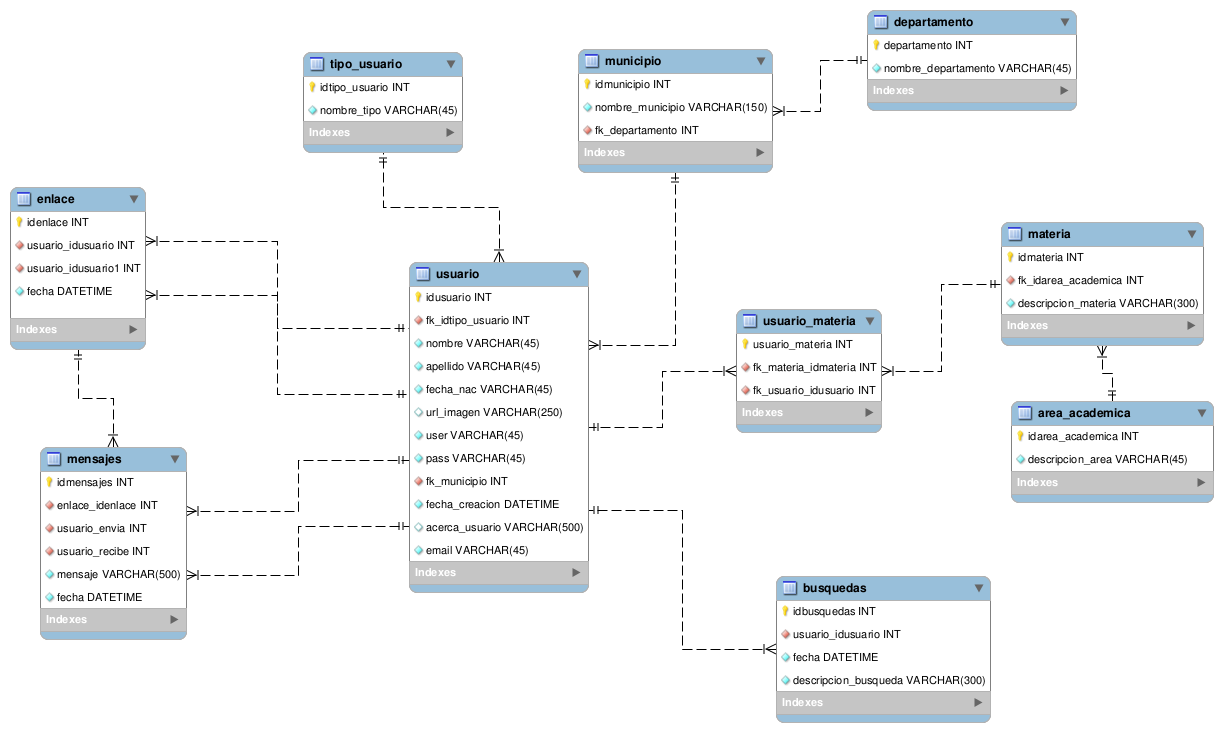 departamento
departamento INT
nombre_departamento VARCHAR(45)
Indexes
tipo_usuario
idtipo_usuario INT
nombre_tipo VARCHAR(45)
Indexes
municipio
idmunicipio INT
nombre_municipio VARCHAR(150)
fk_departamento INT
Indexes
enlace
idenlace INT
usuario_idusuario INT
usuario_idusuario1 INT
fecha DATETIME
Indexes
usuario
idusuario INT
fk_idtipo_usuario INT
nombre VARCHAR(45)
apellido VARCHAR(45)
fecha_nac VARCHAR(45)
url_imagen VARCHAR(250)
user VARCHAR(45)
pass VARCHAR(45)
fk_municipio INT
fecha_creacion DATETIME
acerca_usuario VARCHAR(500)
email VARCHAR(45)
Indexes
usuario_materia
usuario_materia INT
fk_materia_idmateria INT
fk_usuario_idusuario INT
Indexes
materia
idmateria INT
fk_idarea_academica INT
descripcion_materia VARCHAR(300)
Indexes
area_academica
idarea_academica INT
descripcion_area VARCHAR(45)
Indexes
mensajes
idmensajes INT
enlace_idenlace INT
usuario_envia INT
usuario_recibe INT
mensaje VARCHAR(500)
fecha DATETIME
Indexes
busquedas
idbusquedas INT
usuario_idusuario INT
fecha DATETIME
descripcion_busqueda VARCHAR(300)
Indexes